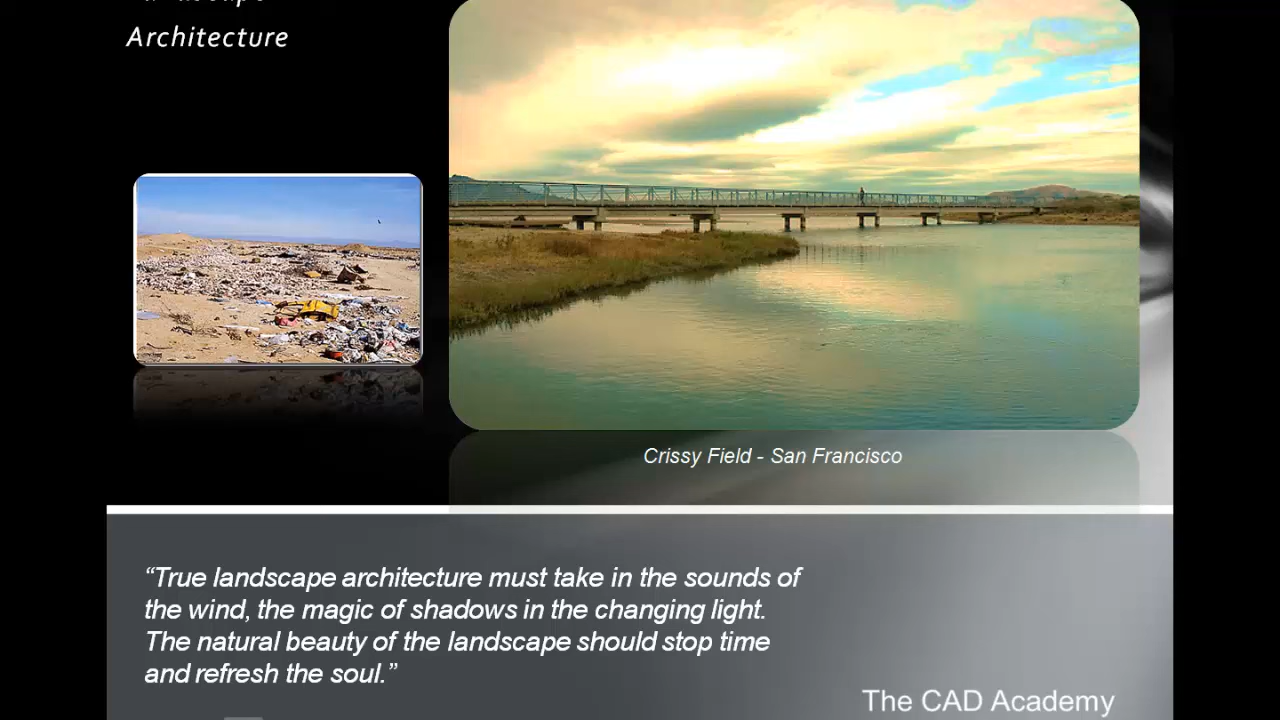 Architecture
Crissy Field - San Francisco
“True landscape architecture must take in the sounds of
the wind, the magic of shadows in the changing light.
The natural beauty of the landscape should stop time
and refresh the soul.”
The CAD Academy